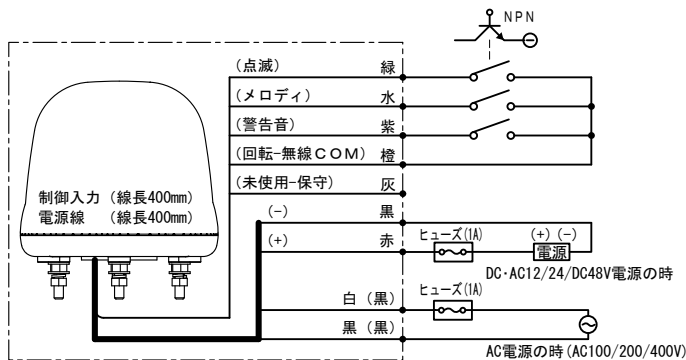 NPN
(点滅) 緑
(メロディ) 水
(警告音) 紫
(回転-無線COM) 橙
(未使用-保守) 灰
制御入力 (線長400mm)
電源線 (線長400mm)
(-) 黒
(+) 赤
ヒューズ(1A)
(+) (-)
電源
DC・AC12/24/DC48V電源の時
白 (黒)
ヒューズ(1A)
黒 (黒)
AC電源の時(AC100/200/400V)